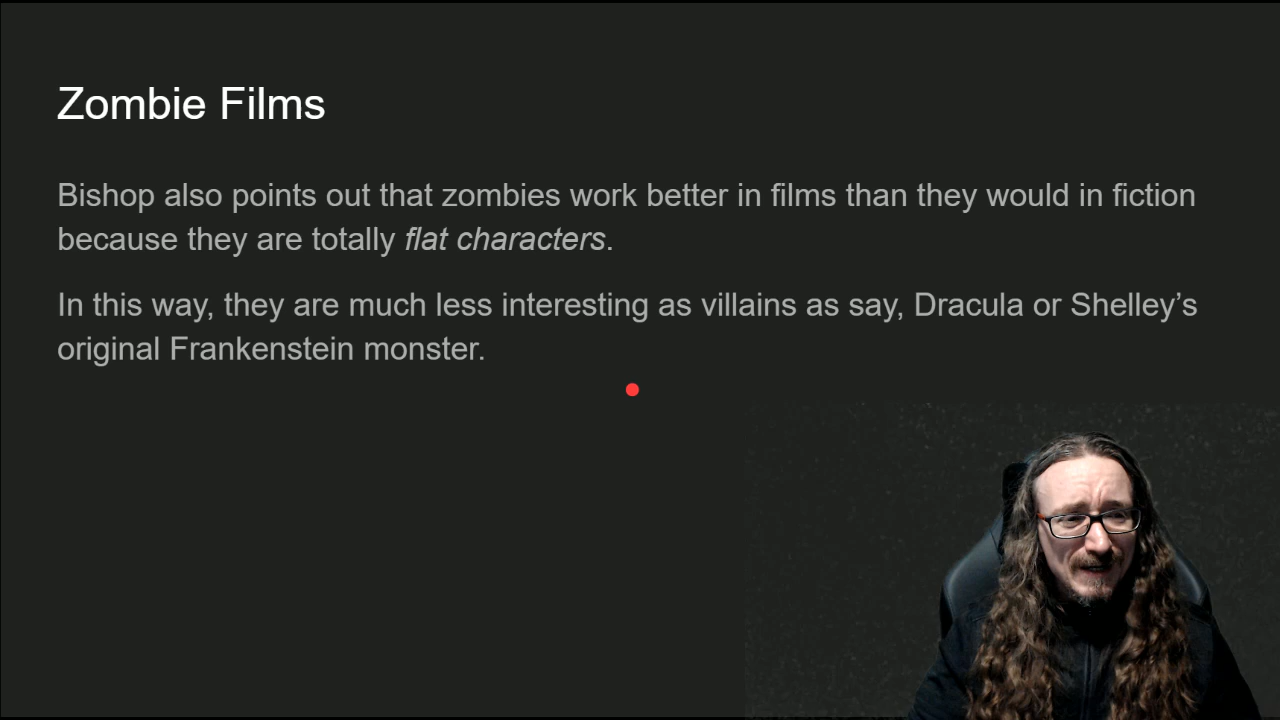 Zombie Films
Bishop also points out that zombies work better in films than they would in fiction
because they are totally flat characters.
In this way, they are much less interesting as villains as say, Dracula or Shelley’s
original Frankenstein monster.